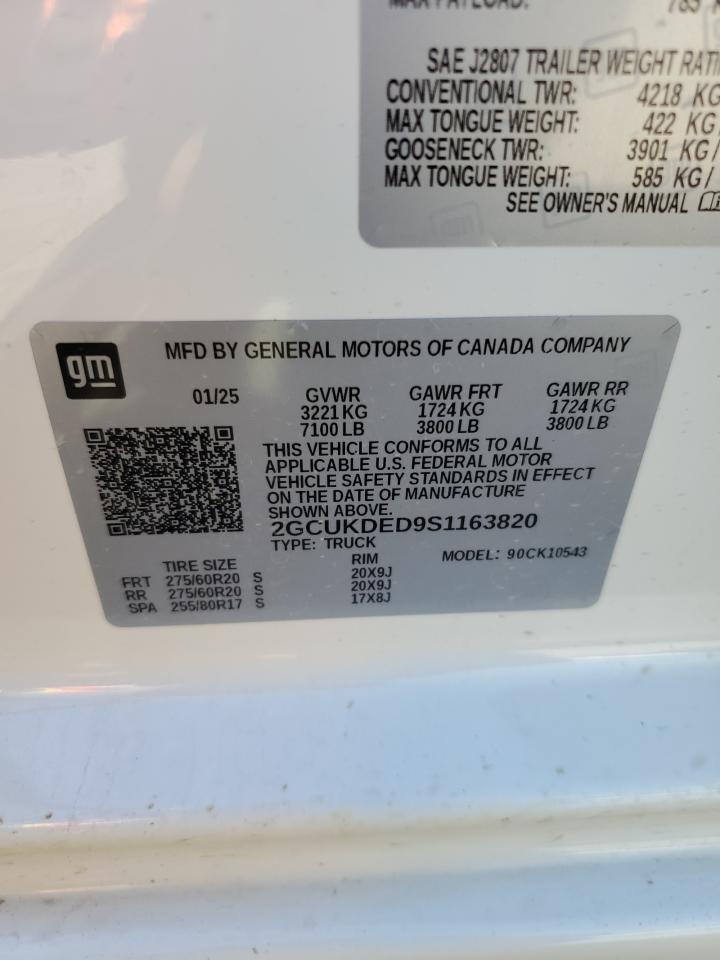 MAX PAYLOAD: 785
SAE J2807 TRAILER WEIGHT RATI
CONVENTIONAL TWR: 4218 KG
MAX TONGUE WEIGHT: 422 KG/
GOOSENECK TWR: 3901 KG/
MAX TONGUE WEIGHT: 585 KG/
SEE OWNER'S MANUAL
gm
MFD BY GENERAL MOTORS OF CANADA COMPANY
01/25 GVWR GAWR FRT GAWR RR
3221 KG 1724 KG 1724 KG
7100 LB 3800 LB 3800 LB
THIS VEHICLE CONFORMS TO ALL
APPLICABLE U.S. FEDERAL MOTOR
VEHICLE SAFETY STANDARDS IN EFFECT
ON THE DATE OF MANUFACTURE
SHOWN ABOVE.
2GCUKDED9S1163820
TYPE: TRUCK MODEL: 90CK10543
TIRE SIZE RIM
FRT 275/60R20 S 20X9J
RR 275/60R20 S 20X9J
SPA 255/80R17 S 17X8J